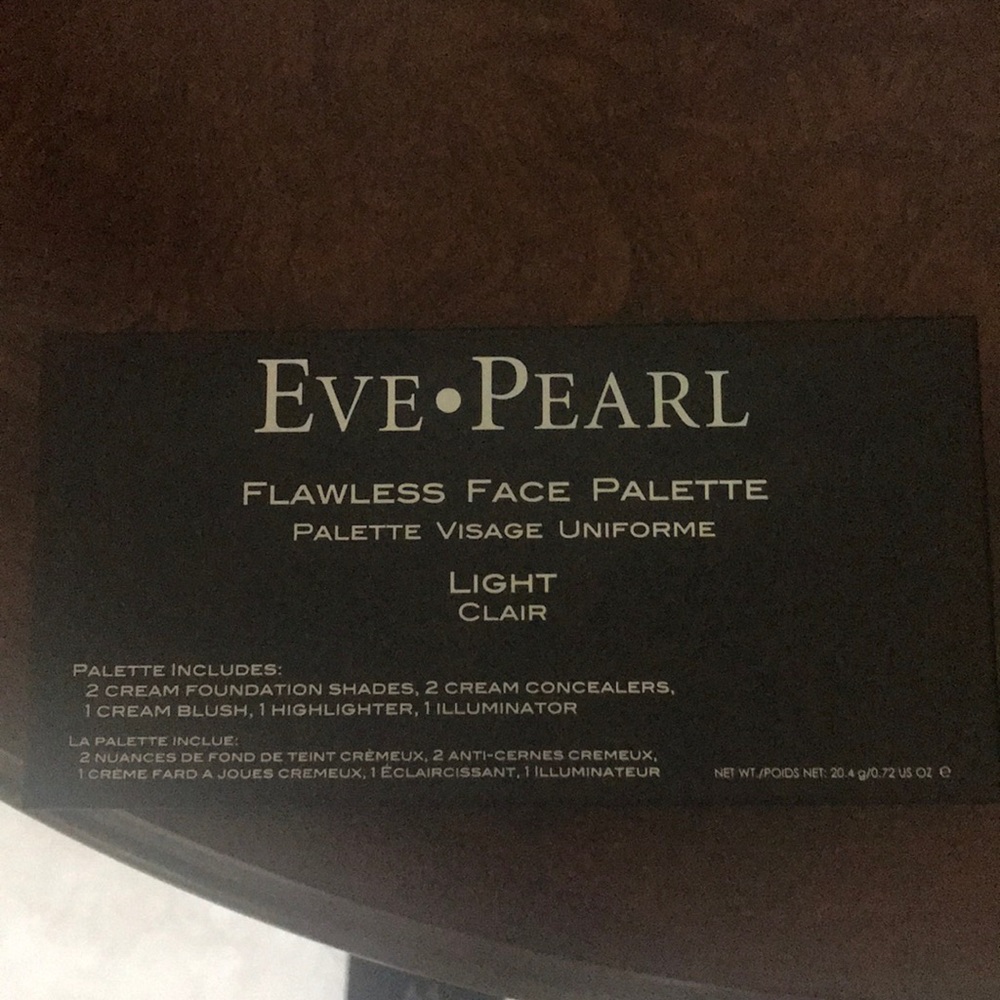 EVE•PEARL
FLAWLESS FACE PALETTE
PALETTE VISAGE UNIFORME
LIGHT
CLAIR
PALETTE INCLUDES:
2 CREAM FOUNDATION SHADES, 2 CREAM CONCEALERS,
1 CREAM BLUSH, 1 HIGHLIGHTER, 1 ILLUMINATOR
LA PALETTE INCLUE:
2 NUANCES DE FOND DE TEINT CRÈMEUX, 2 ANTI-CERNES CREMEUX,
1 CRÈME FARD A JOUES CREMEUX, 1 ÉCLAIRCISSANT, 1 ILLUMINATEUR
NET WT./POIDS NET: 20.4 g/0.72 US OZ ℮